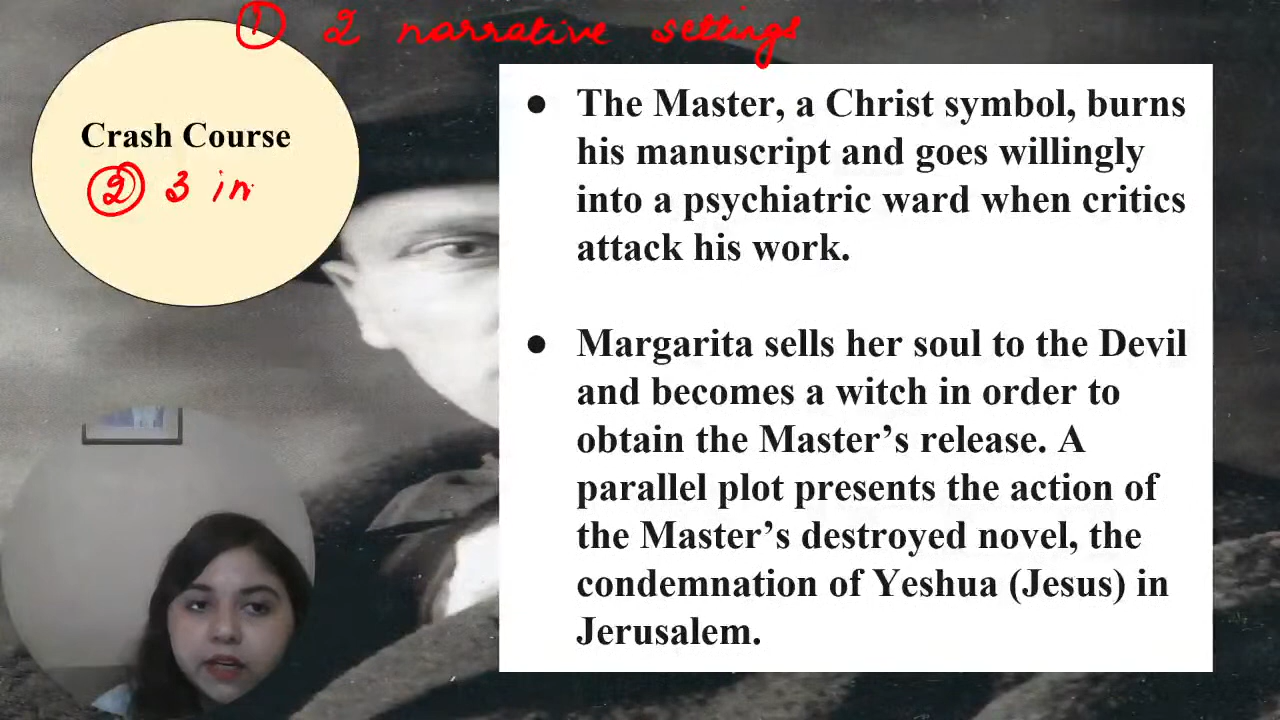 ① 2 narrative settings
Crash Course
② 3 in
● The Master, a Christ symbol, burns
his manuscript and goes willingly
into a psychiatric ward when critics
attack his work.
● Margarita sells her soul to the Devil
and becomes a witch in order to
obtain the Master’s release. A
parallel plot presents the action of
the Master’s destroyed novel, the
condemnation of Yeshua (Jesus) in
Jerusalem.